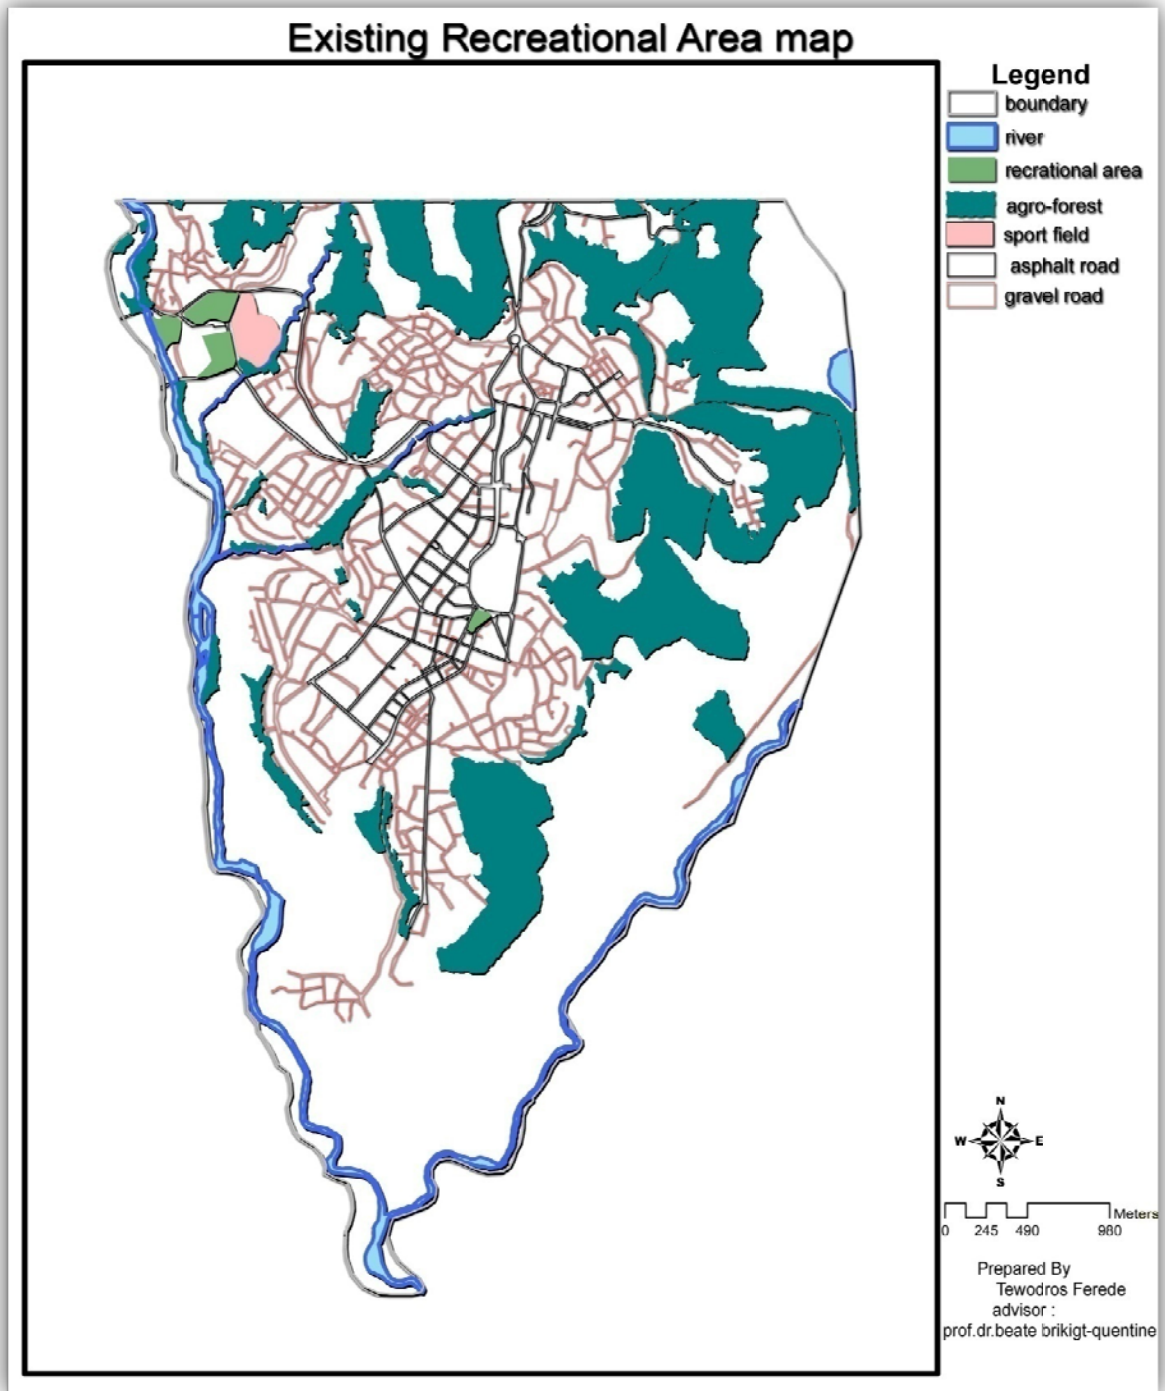 Existing Recreational Area map
Legend
boundary
river
recrational area
agro-forest
sport field
asphalt road
gravel road
N
W E
S
Meters
0 245 490 980
Prepared By
Tewodros Ferede
advisor :
prof.dr.beate brikigt-quentine